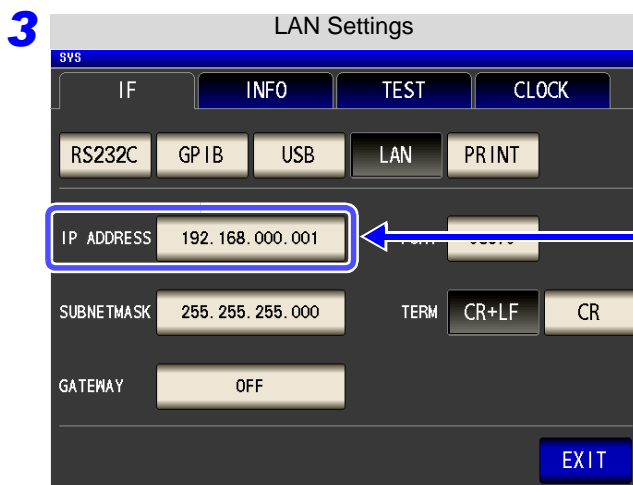 3
LAN Settings
SYS
IF INFO TEST CLOCK
RS232C GPIB USB LAN PRINT
IP ADDRESS 192.168.000.001
SUBNETMASK 255.255.255.000 TERM CR+LF CR
GATEWAY OFF
EXIT